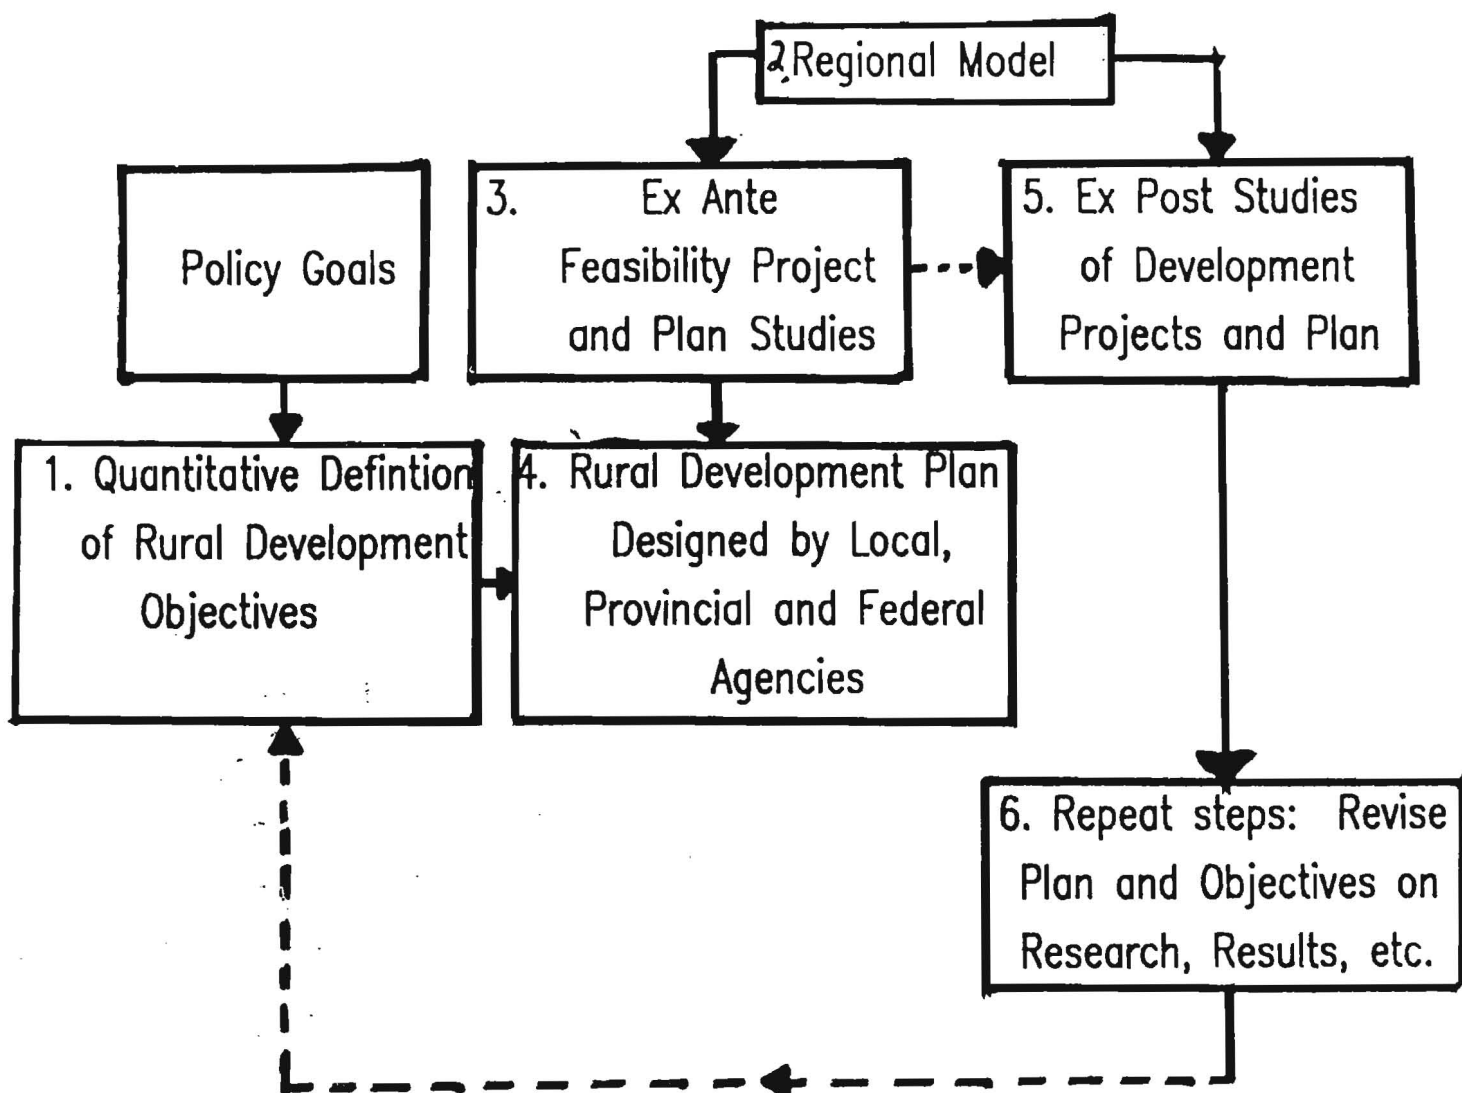 2. Regional Model
Policy Goals
3. Ex Ante
Feasibility Project
and Plan Studies
5. Ex Post Studies
of Development
Projects and Plan
1. Quantitative Defintion
of Rural Development
Objectives
4. Rural Development Plan
Designed by Local,
Provincial and Federal
Agencies
6. Repeat steps: Revise
Plan and Objectives on
Research, Results, etc.